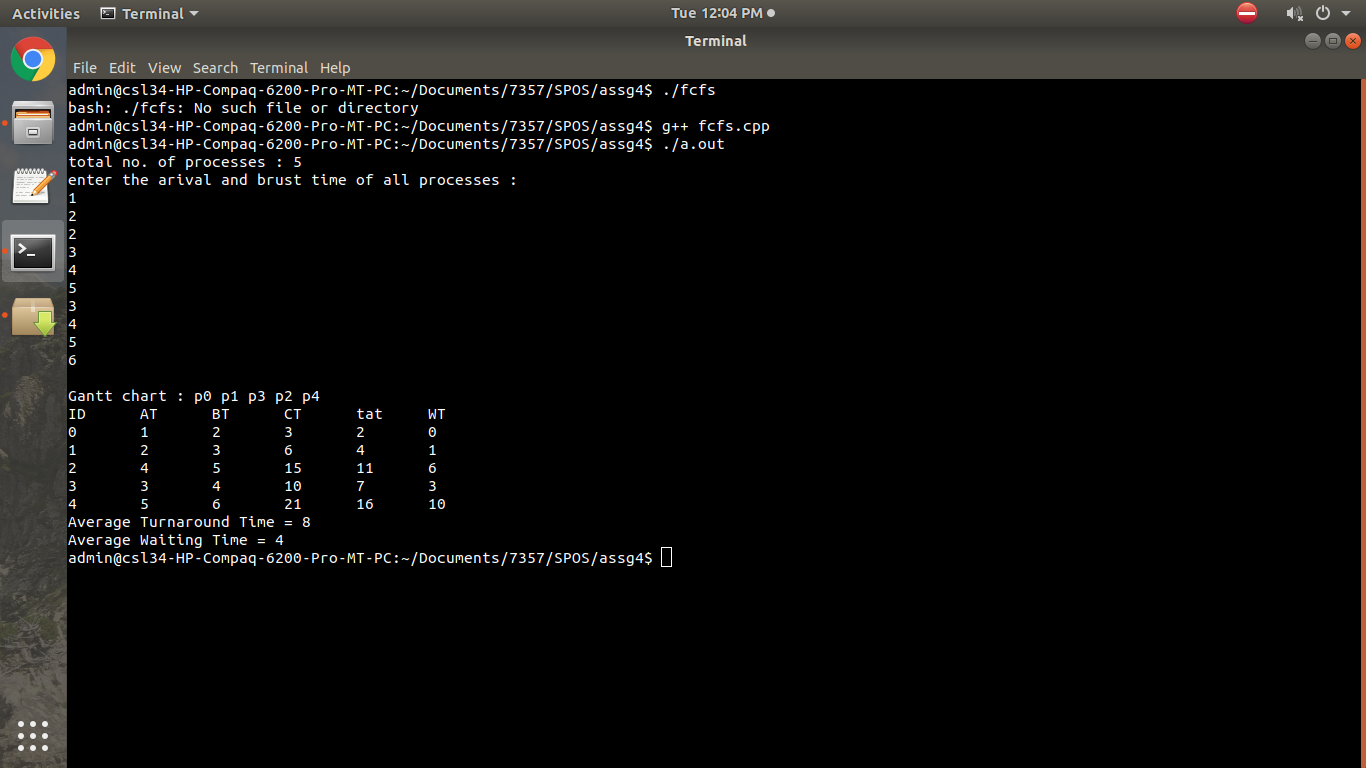 Activities Terminal Tue 12:04 PM
Terminal
File Edit View Search Terminal Help
admin@csl34-HP-Compaq-6200-Pro-MT-PC:~/Documents/7357/SPOS/assg4$ ./fcfs
bash: ./fcfs: No such file or directory
admin@csl34-HP-Compaq-6200-Pro-MT-PC:~/Documents/7357/SPOS/assg4$ g++ fcfs.cpp
admin@csl34-HP-Compaq-6200-Pro-MT-PC:~/Documents/7357/SPOS/assg4$ ./a.out
total no. of processes : 5
enter the arival and brust time of all processes :
1
2
2
3
4
5
3
4
5
6
Gantt chart : p0 p1 p3 p2 p4
ID AT BT CT tat WT
0 1 2 3 2 0
1 2 3 6 4 1
2 4 5 15 11 6
3 3 4 10 7 3
4 5 6 21 16 10
Average Turnaround Time = 8
Average Waiting Time = 4
admin@csl34-HP-Compaq-6200-Pro-MT-PC:~/Documents/7357/SPOS/assg4$